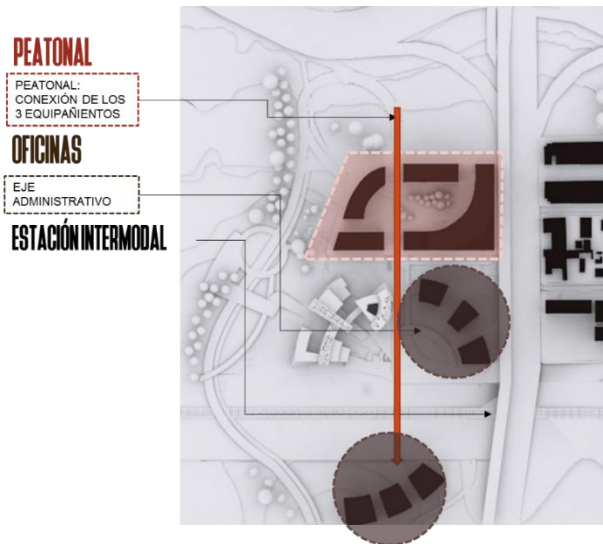 PEATONAL
PEATONAL:
CONEXIÓN DE LOS
3 EQUIPAÑIENTOS
OFICINAS
EJE
ADMINISTRATIVO
ESTACIÓN INTERMODAL